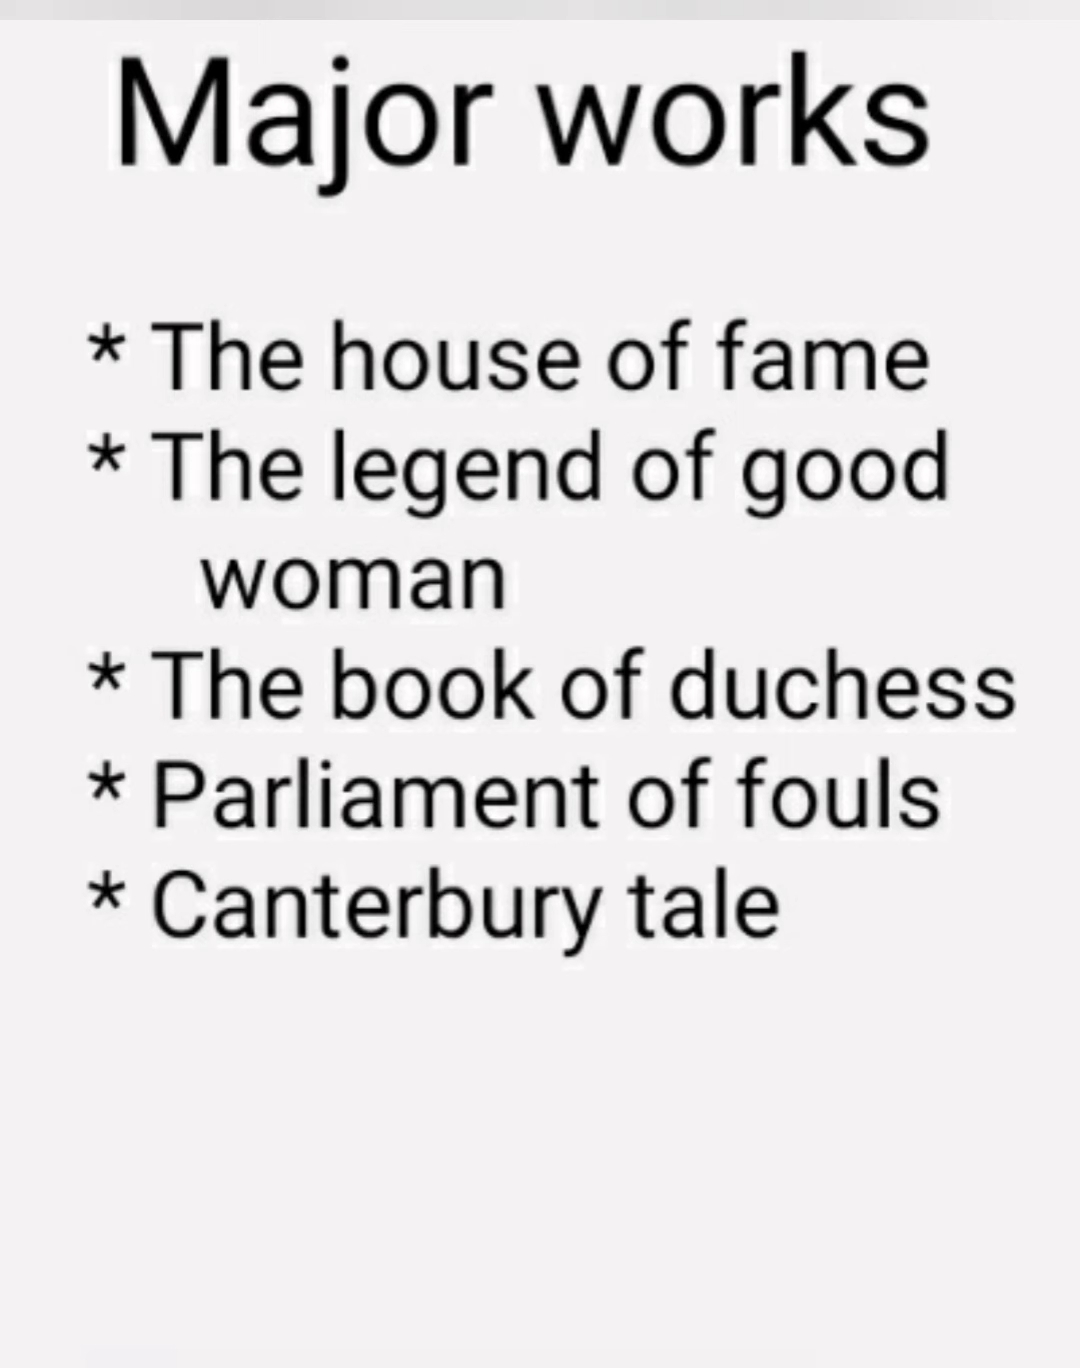 Major works
* The house of fame
* The legend of good
woman
* The book of duchess
* Parliament of fouls
* Canterbury tale